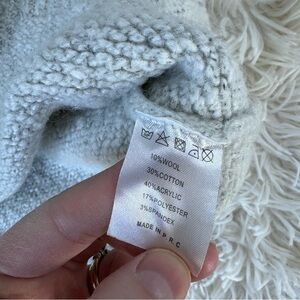 10%WOOL
30%COTTON
40%ACRYLIC
17%POLYESTER
3%SPANDEX
MADE IN P. R. C